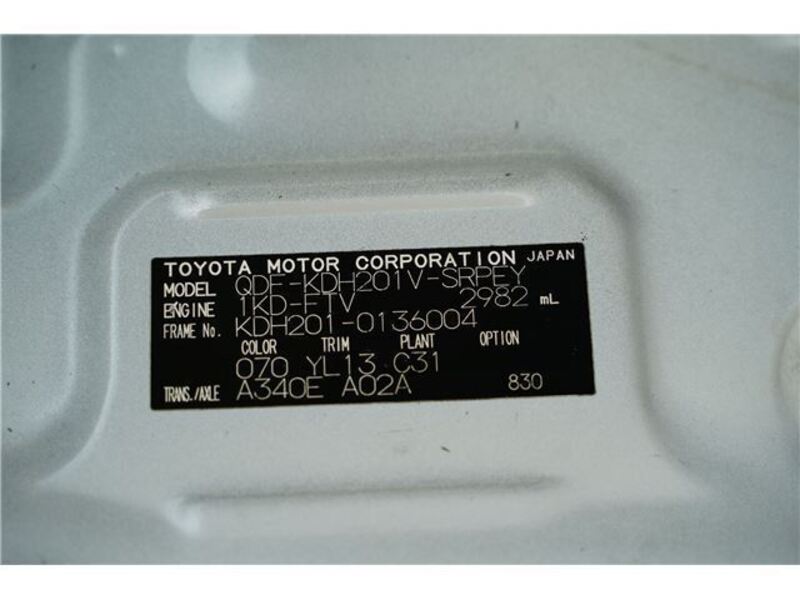 TOYOTA MOTOR CORPORATION JAPAN
MODEL QDF-KDH201V-SRPEY
ENGINE 1KD-FTV 2982 mL
FRAME No. KDH201-0136004
COLOR TRIM PLANT OPTION
070 YL13 C31
TRANS./AXLE A340E A02A 830